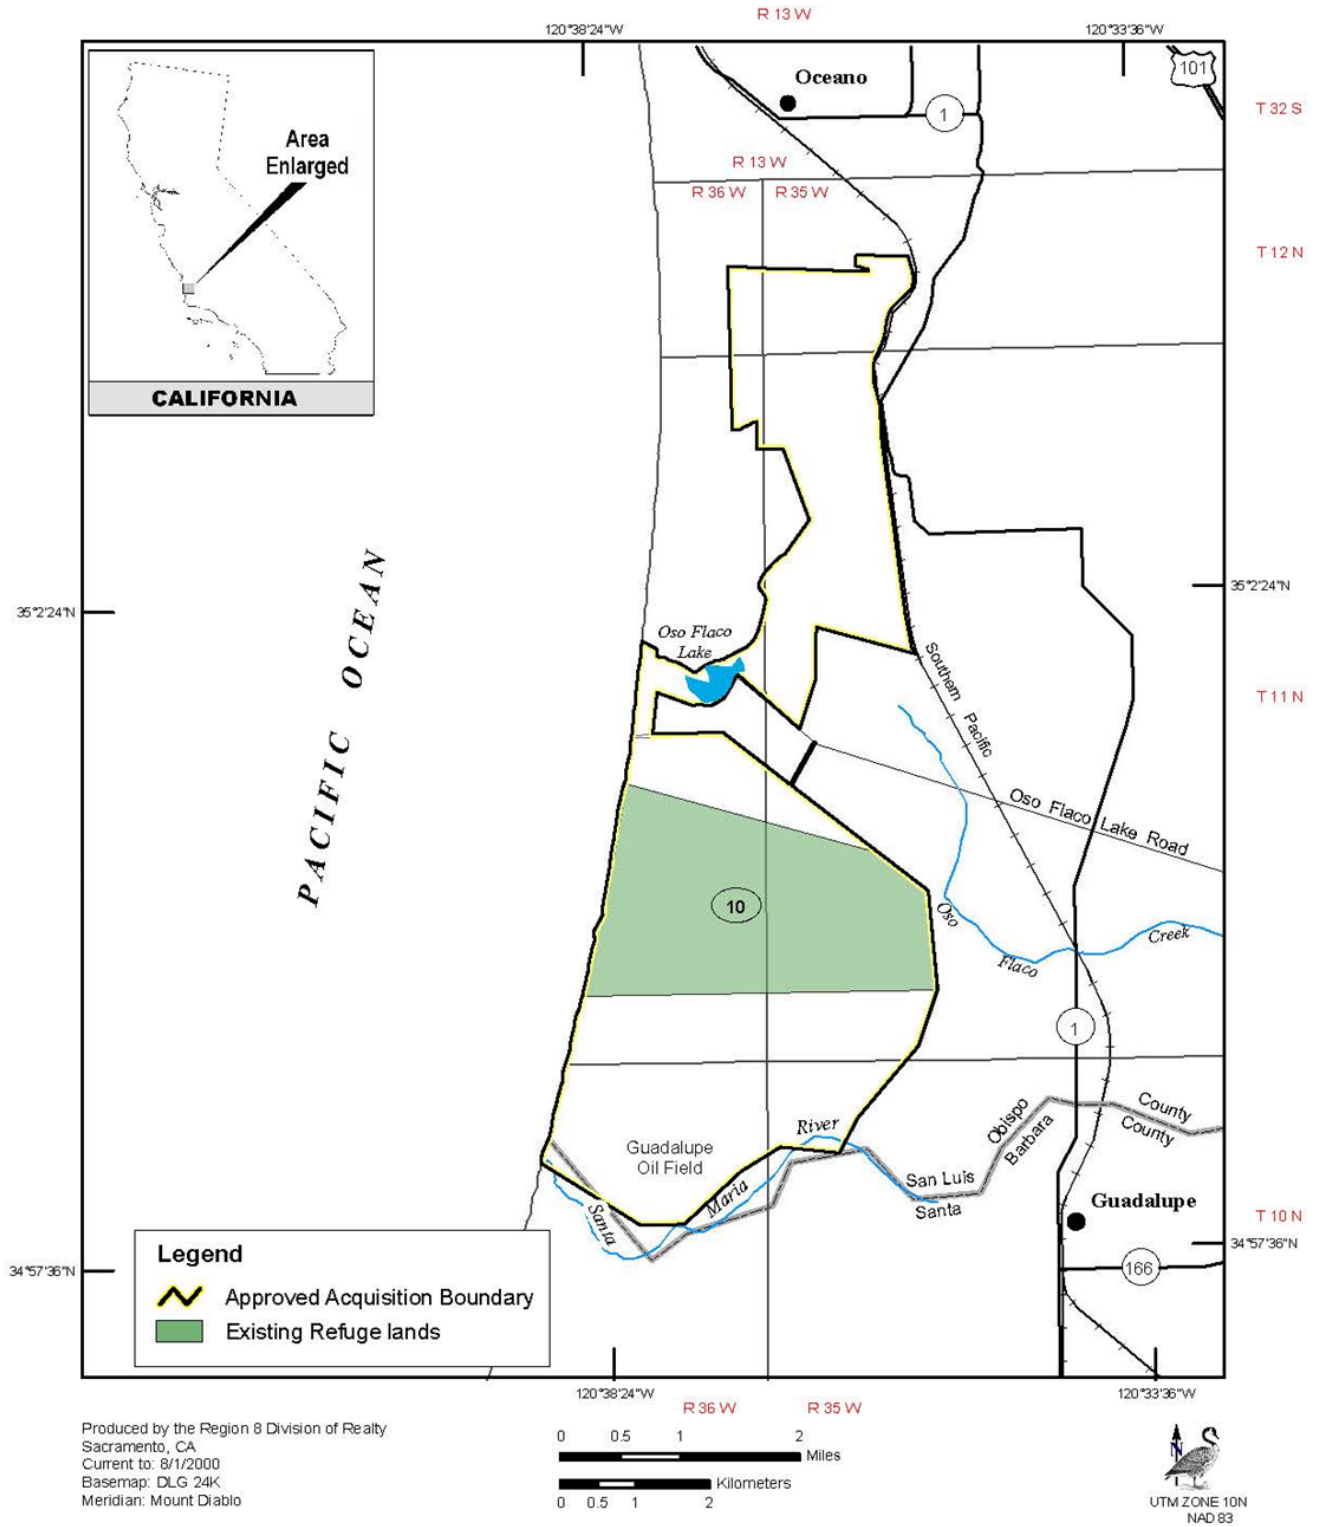 R 13 W
120°38'24"W
120°33'36"W
101
Oceano
1
T 32 S
Area
Enlarged
R 13 W
R 36 W
R 35 W
T 12 N
CALIFORNIA
PACIFIC OCEAN
35°2'24"N
35°2'24"N
Oso Flaco
Lake
Southern Pacific
T 11 N
Oso Flaco Lake Road
10
Oso Flaco Creek
1
Guadalupe
Oil Field
Santa Maria River
San Luis Obispo County
Santa Barbara County
Guadalupe
T 10 N
34°57'36"N
34°57'36"N
166
Legend
Approved Acquisition Boundary
Existing Refuge lands
120°38'24"W
120°33'36"W
R 36 W
R 35 W
Produced by the Region 8 Division of Realty
Sacramento, CA
Current to: 8/1/2000
Basemap: DLG 24K
Meridian: Mount Diablo
0 0.5 1 2
Miles
Kilometers
0 0.5 1 2
N
UTM ZONE 10N
NAD 83